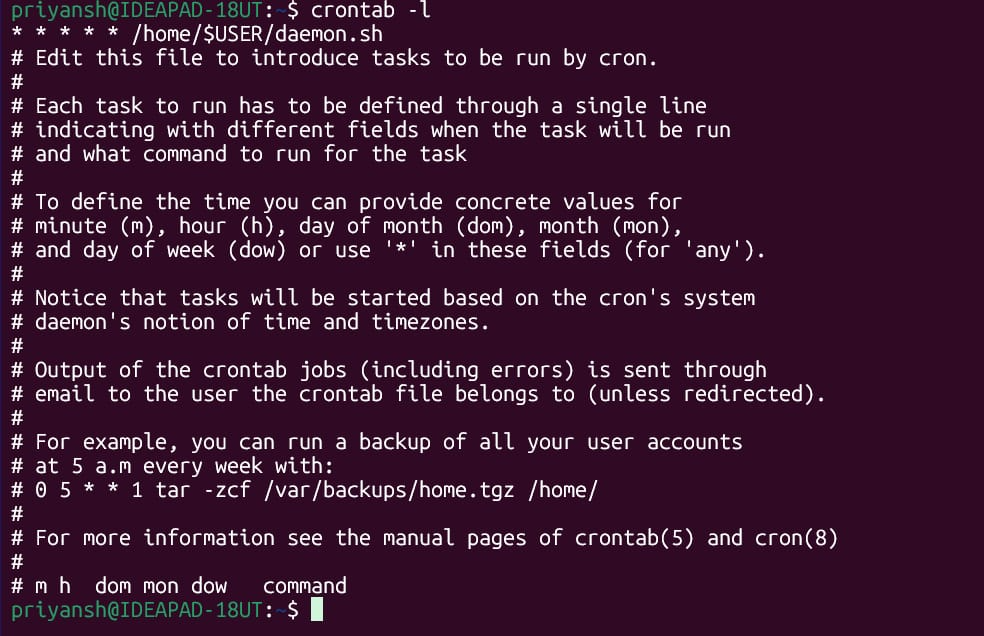 priyansh@IDEAPAD-18UT:~$ crontab -l
* * * * * /home/$USER/daemon.sh
# Edit this file to introduce tasks to be run by cron.
#
# Each task to run has to be defined through a single line
# indicating with different fields when the task will be run
# and what command to run for the task
#
# To define the time you can provide concrete values for
# minute (m), hour (h), day of month (dom), month (mon),
# and day of week (dow) or use '*' in these fields (for 'any').
#
# Notice that tasks will be started based on the cron's system
# daemon's notion of time and timezones.
#
# Output of the crontab jobs (including errors) is sent through
# email to the user the crontab file belongs to (unless redirected).
#
# For example, you can run a backup of all your user accounts
# at 5 a.m every week with:
# 0 5 * * 1 tar -zcf /var/backups/home.tgz /home/
#
# For more information see the manual pages of crontab(5) and cron(8)
#
# m h  dom mon dow   command
priyansh@IDEAPAD-18UT:~$